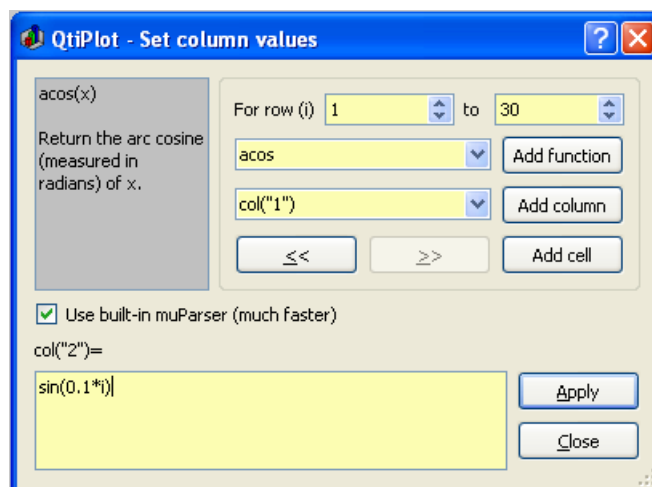 QtiPlot - Set column values
acos(x)
Return the arc cosine
(measured in
radians) of x.
For row (i) 1 to 30
acos Add function
col("1") Add column
<< >> Add cell
Use built-in muParser (much faster)
col("2")=
sin(0.1*i)
Apply
Close